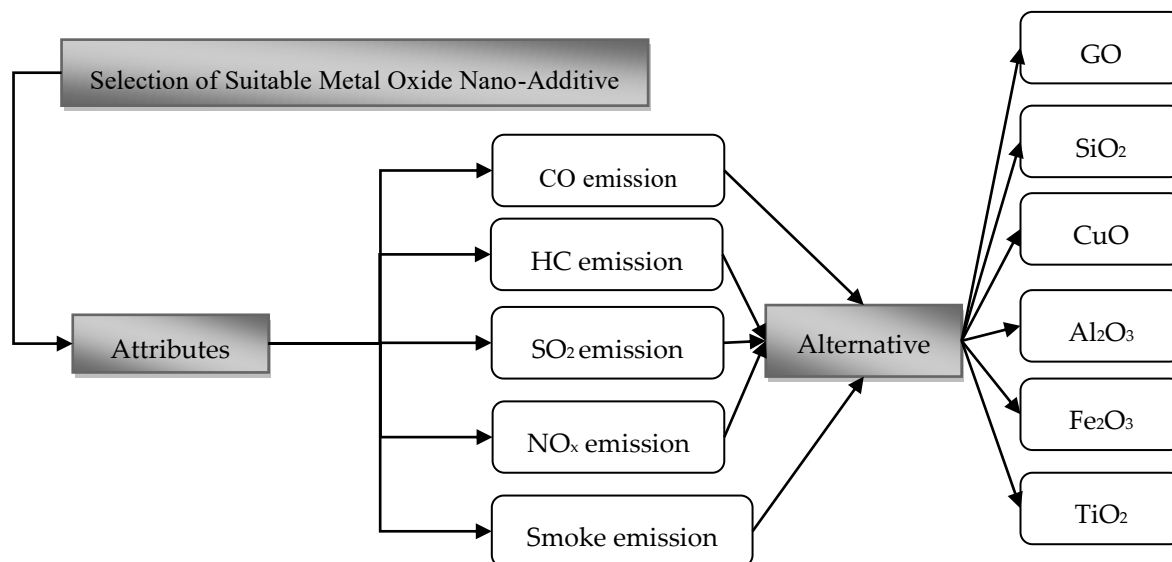 Selection of Suitable Metal Oxide Nano-Additive
Attributes
CO emission
HC emission
SO₂ emission
NOₓ emission
Smoke emission
Alternative
GO
SiO₂
CuO
Al₂O₃
Fe₂O₃
TiO₂